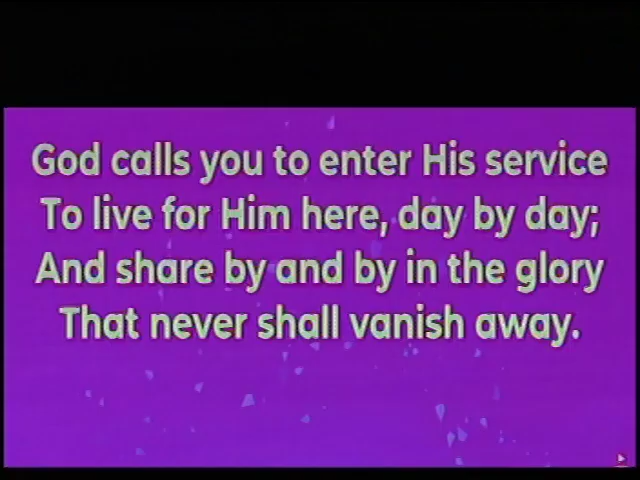 God calls you to enter His service
To live for Him here, day by day;
And share by and by in the glory
That never shall vanish away.